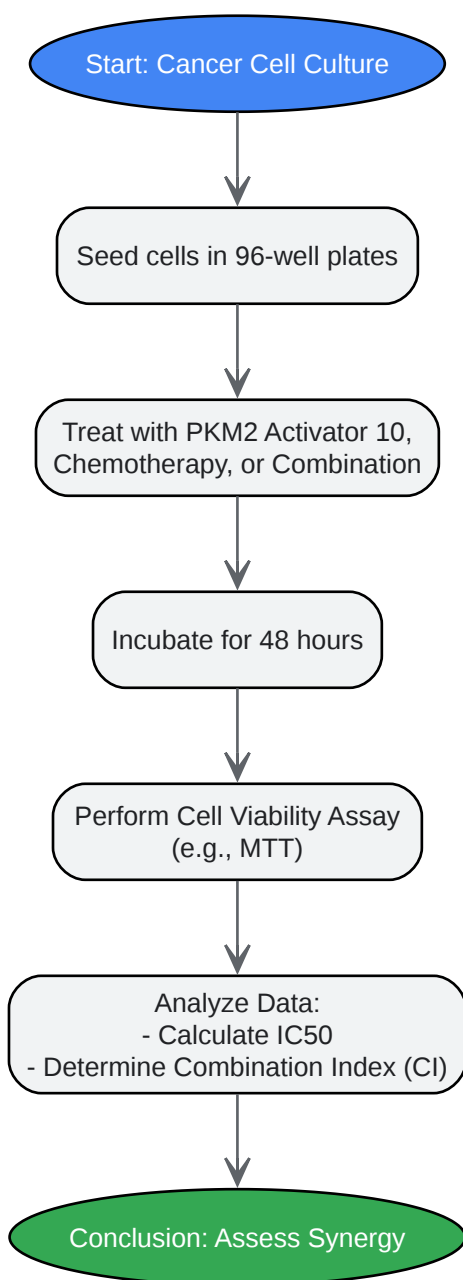 Start: Cancer Cell Culture
Seed cells in 96-well plates
Treat with PKM2 Activator 10,
Chemotherapy, or Combination
Incubate for 48 hours
Perform Cell Viability Assay
(e.g., MTT)
Analyze Data:
- Calculate IC50
- Determine Combination Index (CI)
Conclusion: Assess Synergy